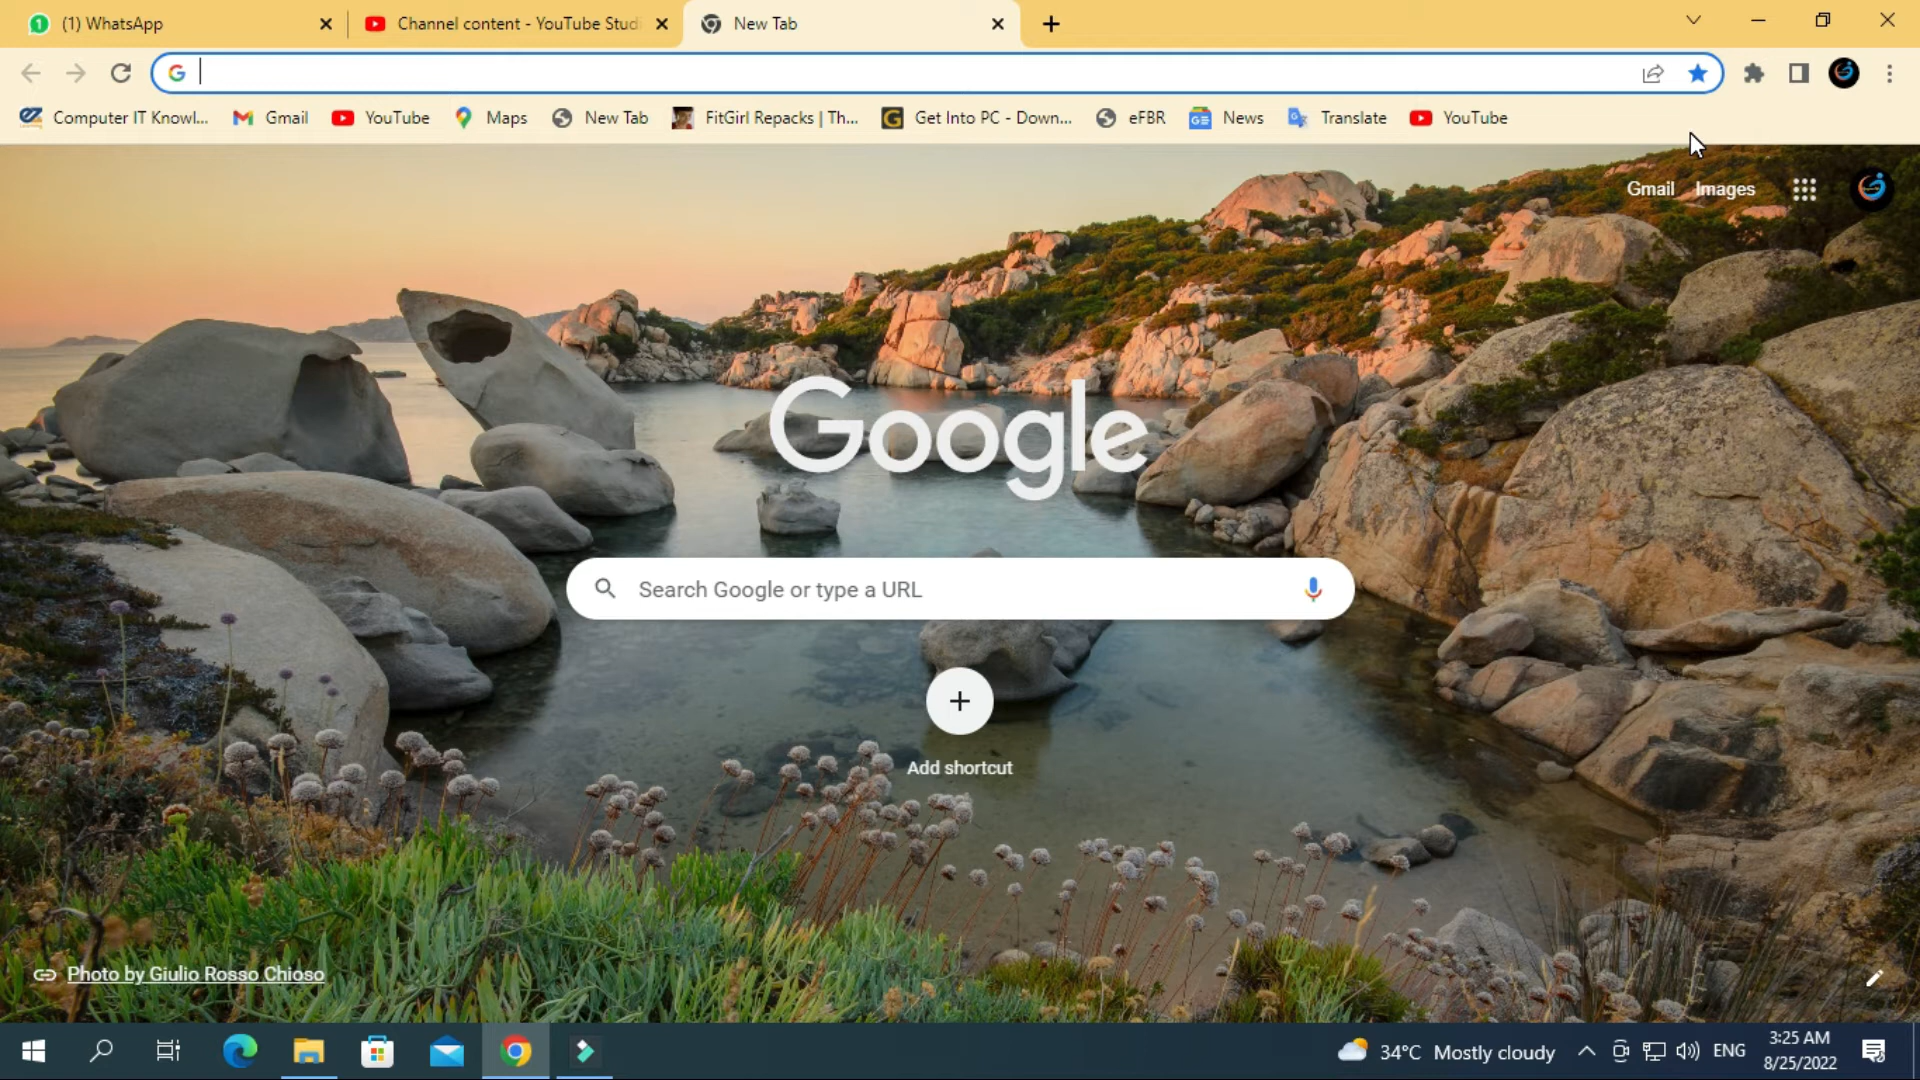 (1) WhatsApp
Channel content - YouTube Studi
New Tab
Computer IT Knowl...
Gmail
YouTube
Maps
New Tab
FitGirl Repacks | Th...
Get Into PC - Down...
eFBR
News
Translate
YouTube
Gmail
Images
Google
Search Google or type a URL
Add shortcut
Photo by Giulio Rosso Chioso
34°C Mostly cloudy
ENG
3:25 AM
8/25/2022